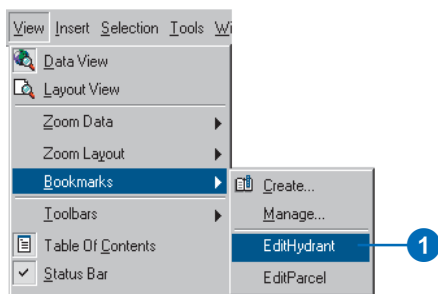 View Insert Selection Tools
Data View
Layout View
Zoom Data
Zoom Layout
Bookmarks
Create...
Manage...
Toolbars
Table Of Contents
EditHydrant
1
Status Bar
EditParcel